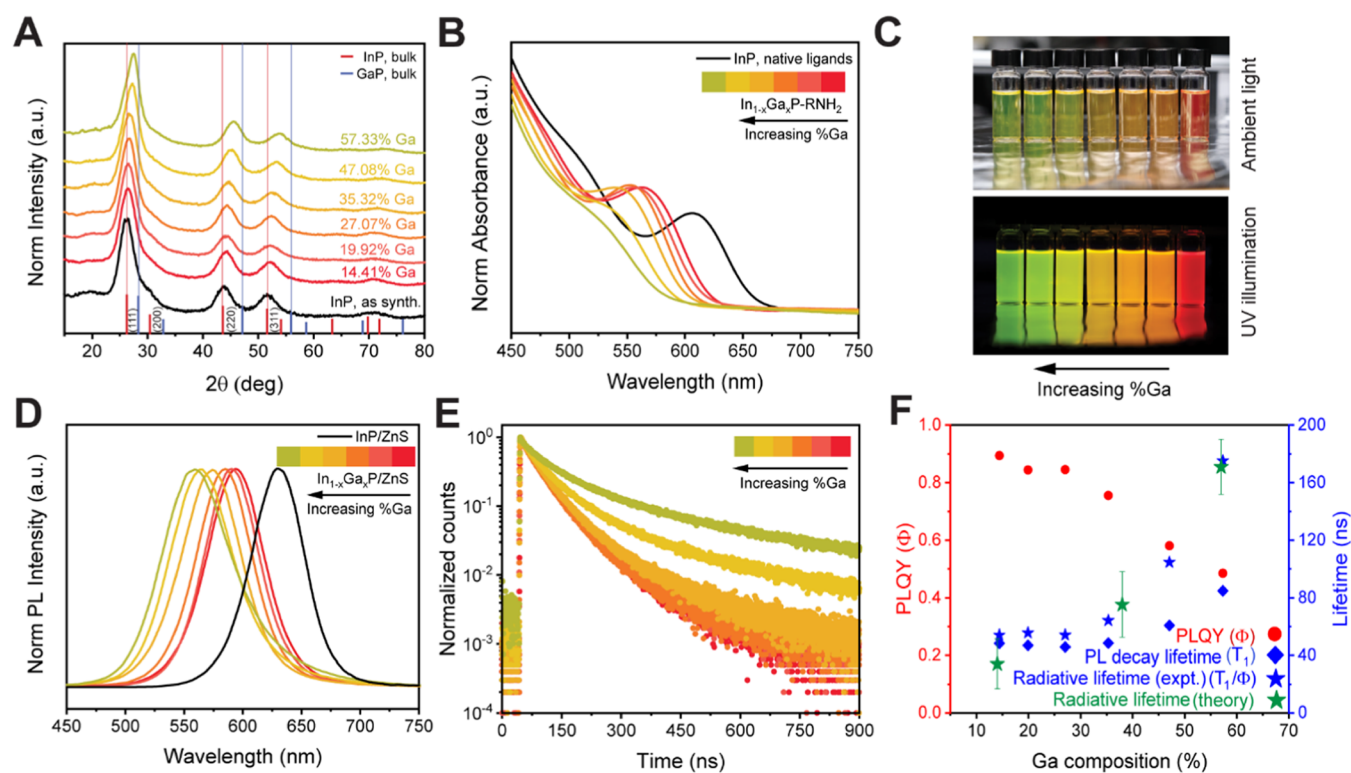 A
Norm Intensity (a.u.)
InP, bulk
GaP, bulk
57.33% Ga
47.08% Ga
35.32% Ga
27.07% Ga
19.92% Ga
14.41% Ga
InP, as synth.
(111)
(200)
(220)
(311)
20 30 40 50 60 70 80
2θ (deg)
B
Norm Absorbance (a.u.)
InP, native ligands
In1-xGaxP-RNH2
Increasing %Ga
450 500 550 600 650 700 750
Wavelength (nm)
C
Ambient light
UV illumination
Increasing %Ga
D
Norm PL Intensity (a.u.)
InP/ZnS
In1-xGaxP/ZnS
Increasing %Ga
450 500 550 600 650 700 750
Wavelength (nm)
E
Normalized counts
10^0
10^-1
10^-2
10^-3
10^-4
Increasing %Ga
0 150 300 450 600 750 900
Time (ns)
F
PLQY (Φ)
1.0
0.8
0.6
0.4
0.2
0.0
PLQY (Φ)
PL decay lifetime (T1)
Radiative lifetime (expt.) (T1/Φ)
Radiative lifetime (theory)
200
160
120
80
40
0
Lifetime (ns)
10 20 30 40 50 60 70
Ga composition (%)